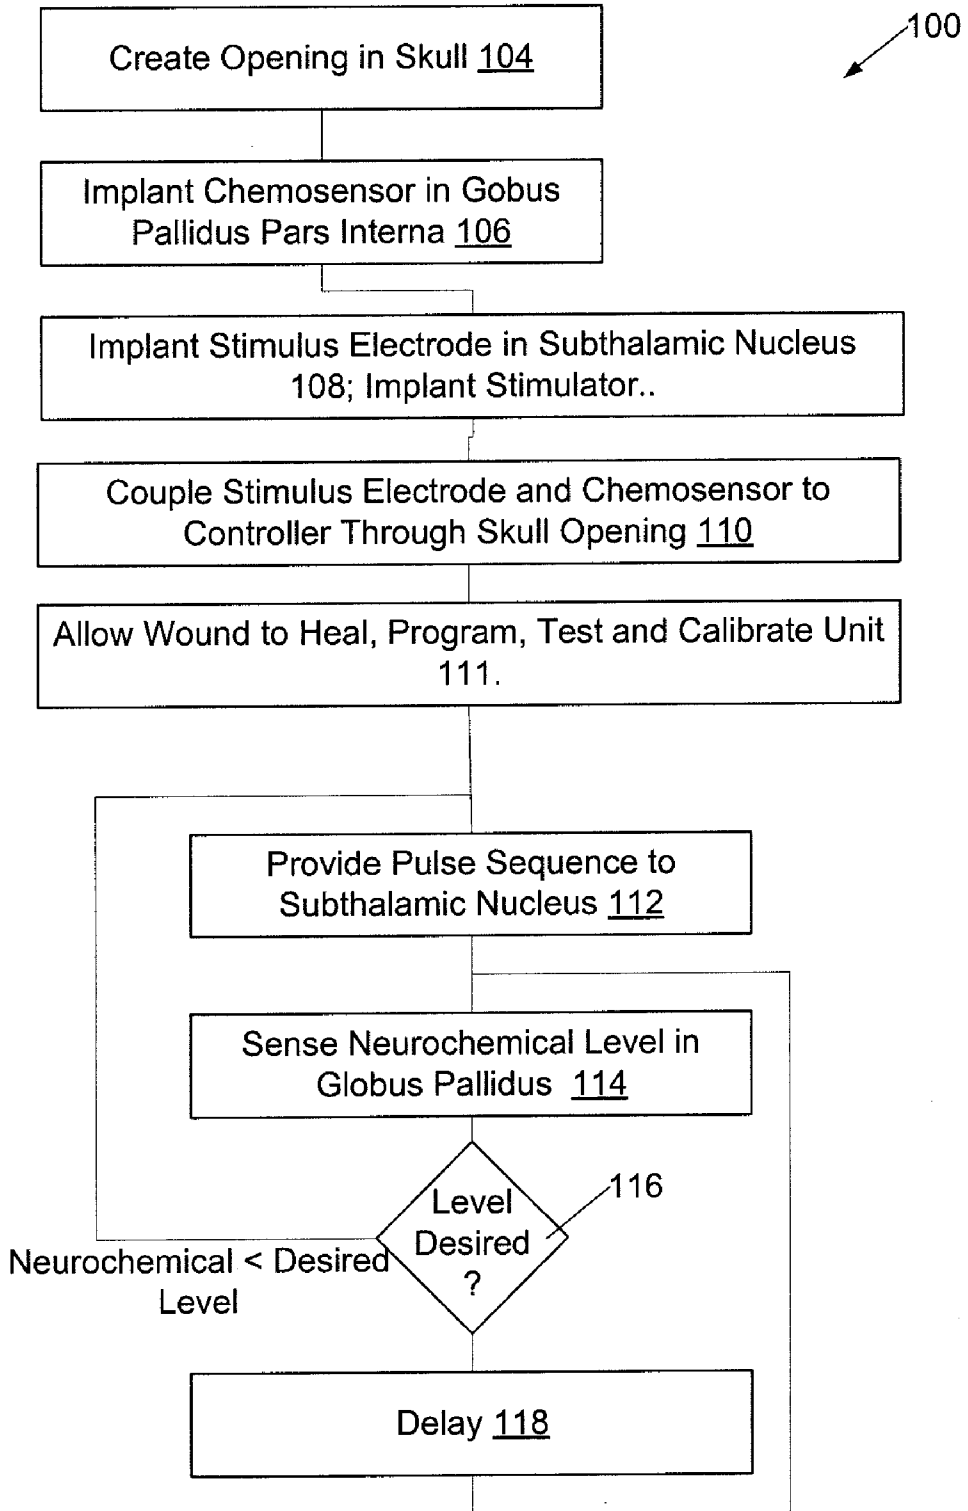 100
Create Opening in Skull 104
Implant Chemosensor in Gobus
Pallidus Pars Interna 106
Implant Stimulus Electrode in Subthalamic Nucleus
108; Implant Stimulator..
Couple Stimulus Electrode and Chemosensor to
Controller Through Skull Opening 110
Allow Wound to Heal, Program, Test and Calibrate Unit
111.
Provide Pulse Sequence to
Subthalamic Nucleus 112
Sense Neurochemical Level in
Globus Pallidus 114
116
Level
Desired
?
Neurochemical < Desired
Level
Delay 118